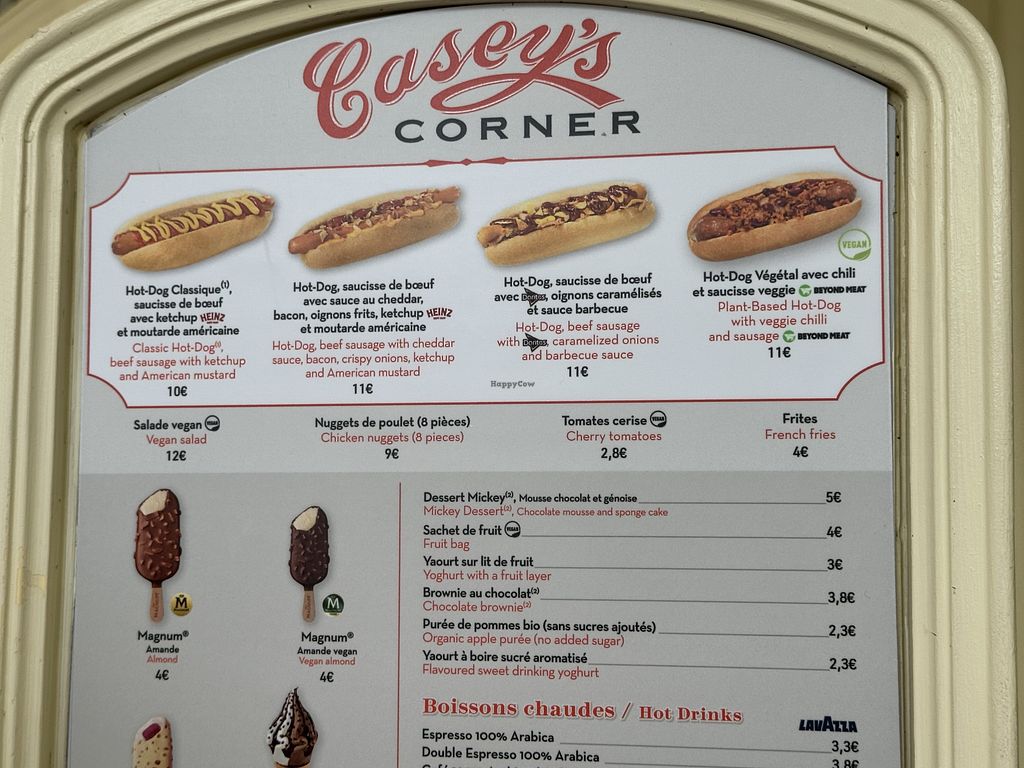 Casey's
CORNER
Hot-Dog Classique(1),
saucisse de bœuf
avec ketchup HEINZ
et moutarde américaine
Classic Hot-Dog(1),
beef sausage with ketchup
and American mustard
10€
Hot-Dog, saucisse de bœuf
avec sauce au cheddar,
bacon, oignons frits, ketchup HEINZ
et moutarde américaine
Hot-Dog, beef sausage with cheddar
sauce, bacon, crispy onions, ketchup
and American mustard
11€
Hot-Dog, saucisse de bœuf
avec Doritos, oignons caramélisés
et sauce barbecue
Hot-Dog, beef sausage
with Doritos, caramelized onions
and barbecue sauce
11€
VEGAN
Hot-Dog Végétal avec chili
et saucisse veggie BEYOND MEAT
Plant-Based Hot-Dog
with veggie chilli
and sausage BEYOND MEAT
11€
HappyCow
Salade vegan VEGAN
Vegan salad
12€
Nuggets de poulet (8 pièces)
Chicken nuggets (8 pieces)
9€
Tomates cerise VEGAN
Cherry tomatoes
2,8€
Frites
French fries
4€
M
Magnum®
Amande
Almond
4€
M
Magnum®
Amande vegan
Vegan almond
4€
Dessert Mickey(2), Mousse chocolat et génoise 5€
Mickey Dessert(2), Chocolate mousse and sponge cake
Sachet de fruit VEGAN 4€
Fruit bag
Yaourt sur lit de fruit 3€
Yoghurt with a fruit layer
Brownie au chocolat(2) 3,8€
Chocolate brownie(2)
Purée de pommes bio (sans sucres ajoutés) 2,3€
Organic apple purée (no added sugar)
Yaourt à boire sucré aromatisé 2,3€
Flavoured sweet drinking yoghurt
Boissons chaudes / Hot Drinks LAVAZZA
Espresso 100% Arabica 3,3€
Double Espresso 100% Arabica 3,8€